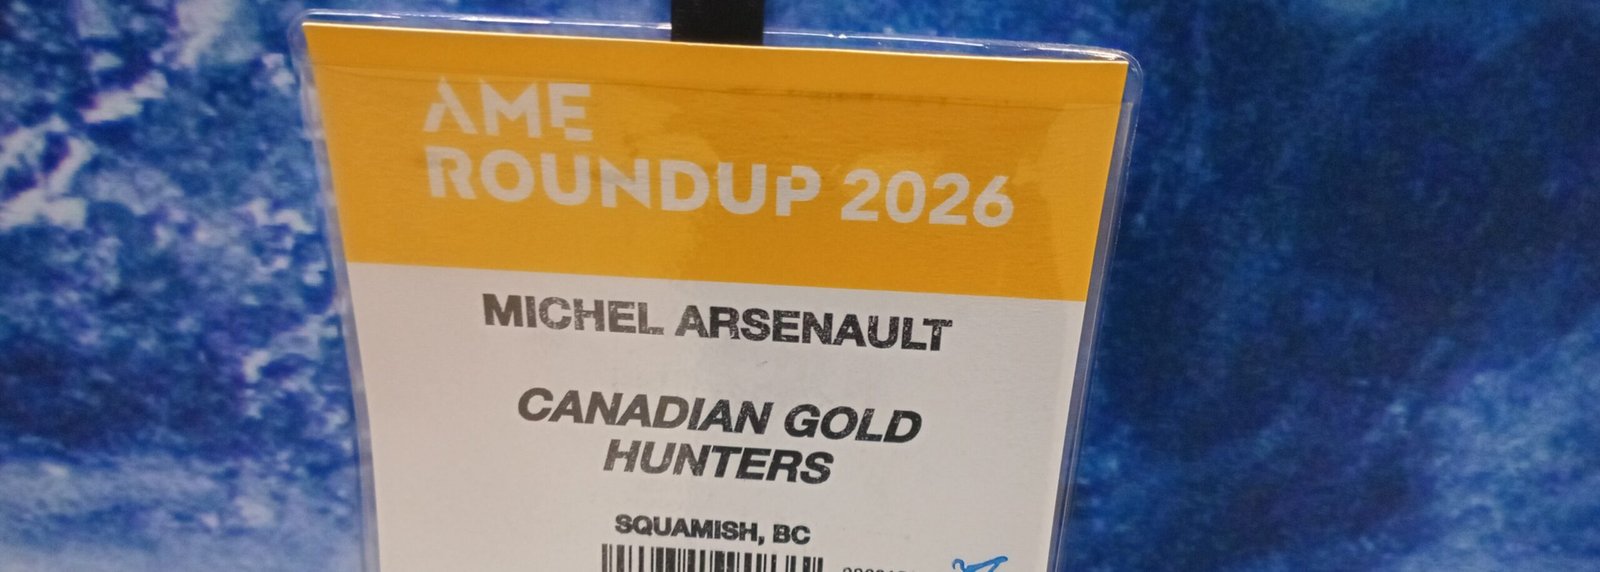 AME
ROUNDUP 2026
MICHEL ARSENAULT
CANADIAN GOLD
HUNTERS
SQUAMISH, BC